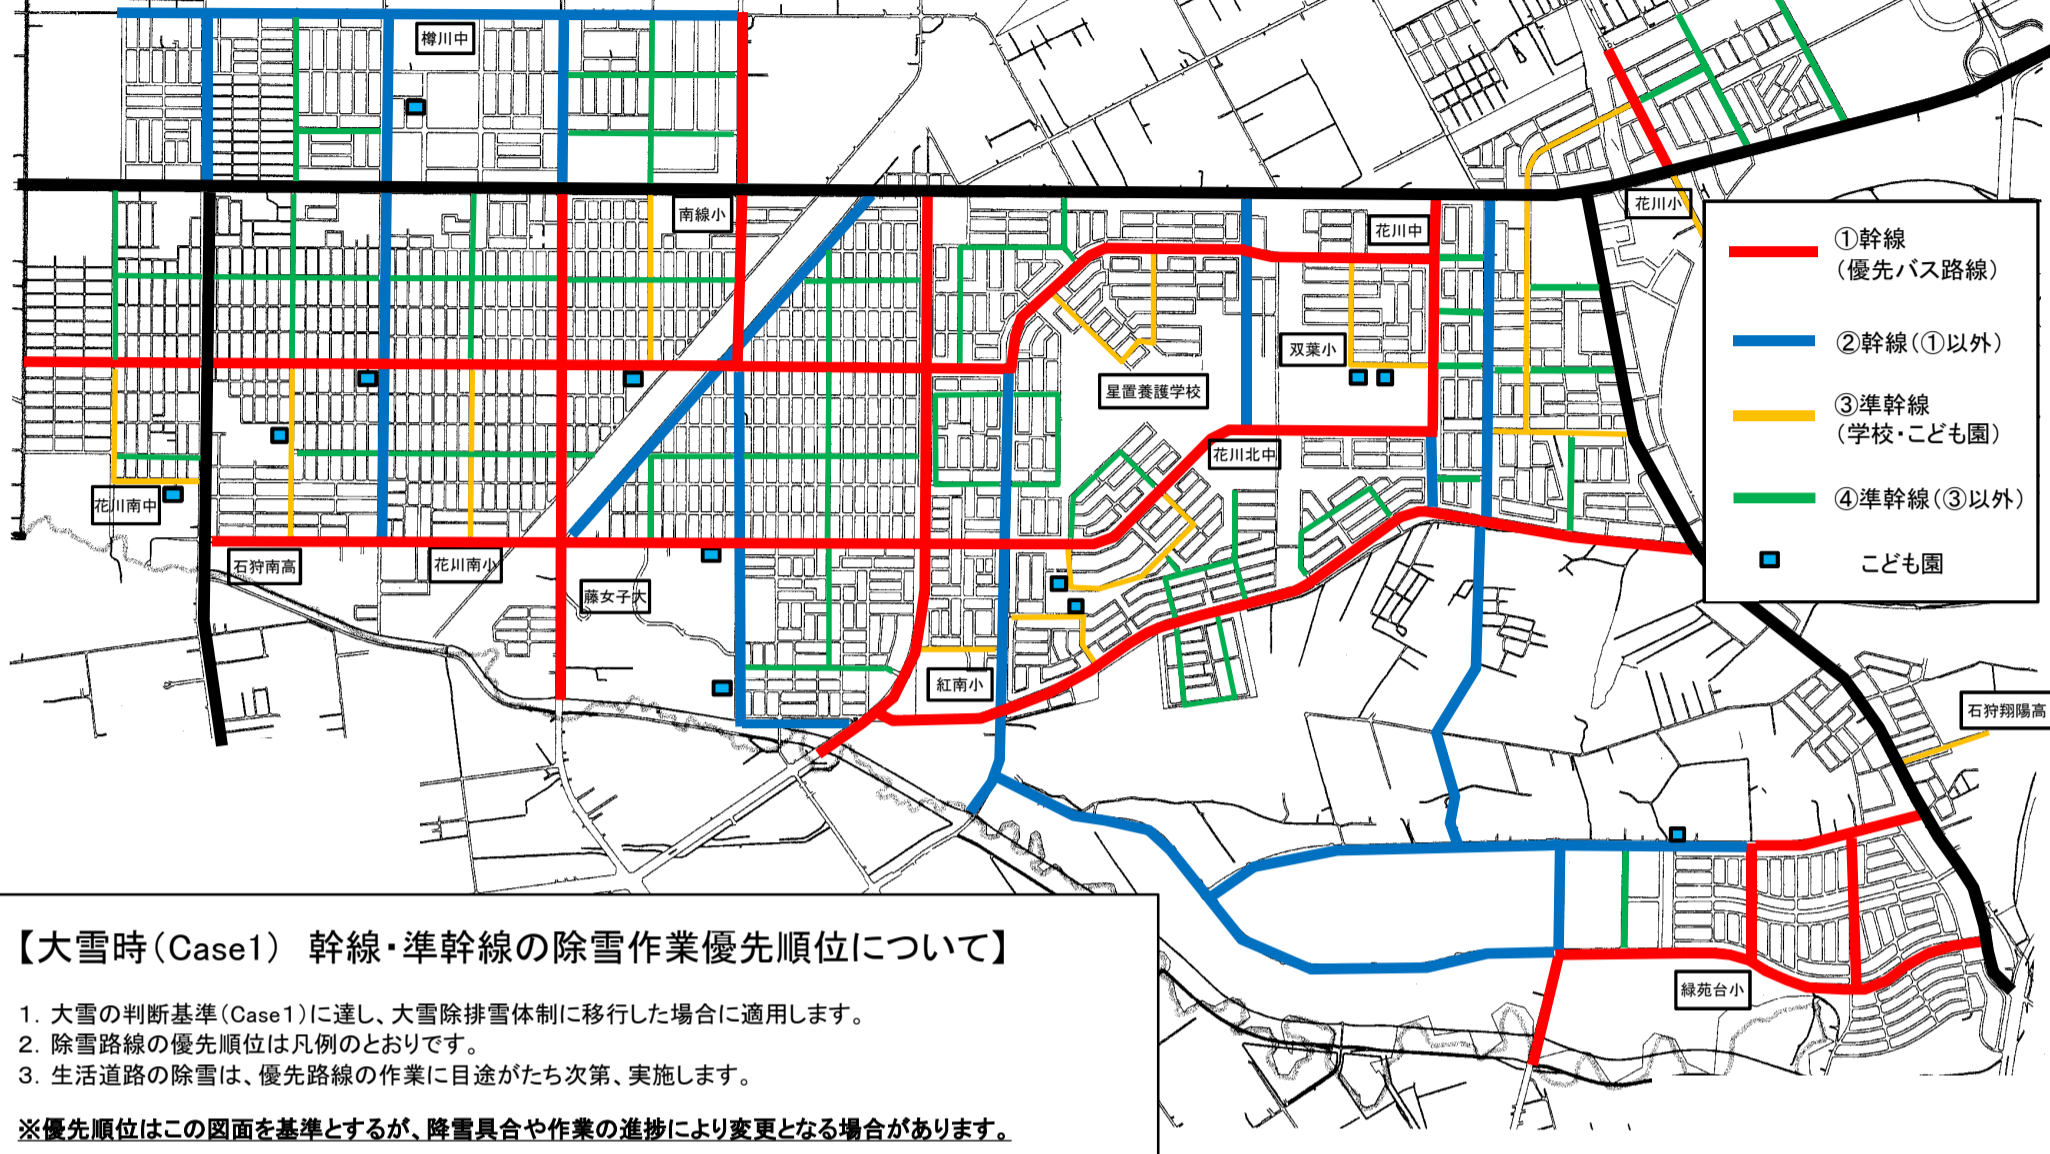 樽川中
南線小
花川小
花川中
双葉小
星置養護学校
花川北中
花川南中
石狩南高
花川南小
藤女子大
紅南小
石狩翔陽高
緑苑台小
①幹線
（優先バス路線）
②幹線（①以外）
③準幹線
（学校・こども園）
④準幹線（③以外）
こども園
【大雪時（Case1）　幹線・準幹線の除雪作業優先順位について】
1．大雪の判断基準（Case1）に達し、大雪除排雪体制に移行した場合に適用します。
2．除雪路線の優先順位は凡例のとおりです。
3．生活道路の除雪は、優先路線の作業に目途がたち次第、実施します。
※優先順位はこの図面を基準とするが、降雪具合や作業の進捗により変更となる場合があります。